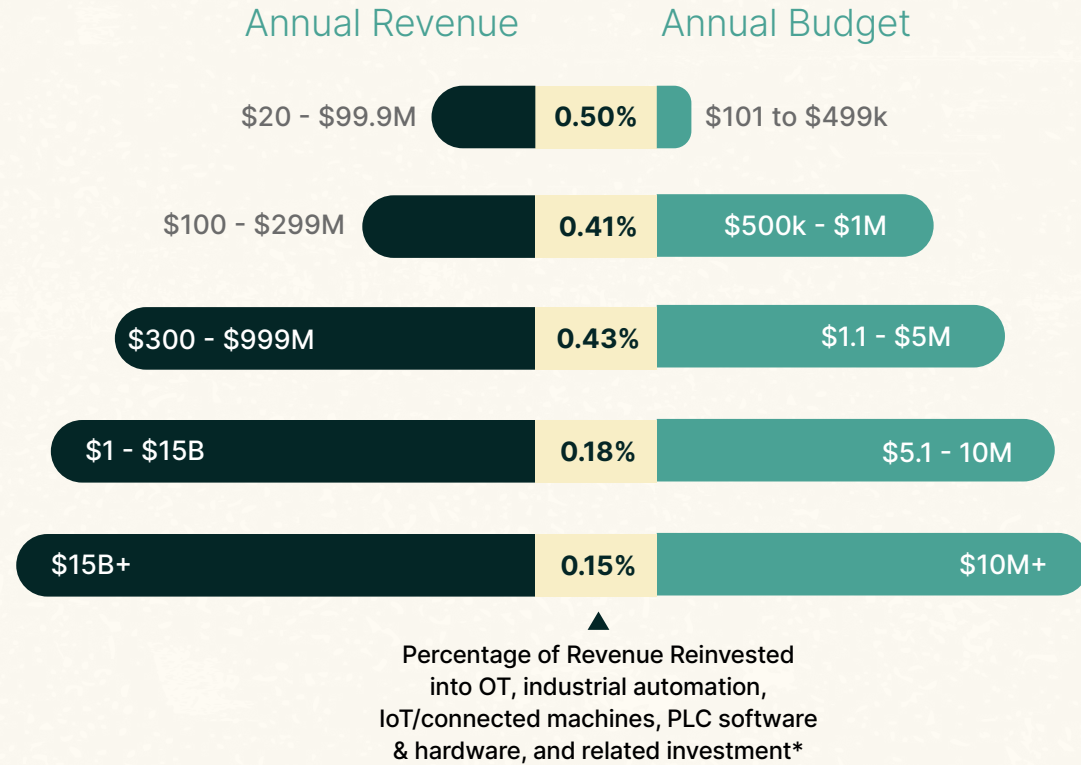 Annual Revenue
Annual Budget
$20 - $99.9M
0.50%
$101 to $499k
$100 - $299M
0.41%
$500k - $1M
$300 - $999M
0.43%
$1.1 - $5M
$1 - $15B
0.18%
$5.1 - 10M
$15B+
0.15%
$10M+
Percentage of Revenue Reinvested
into OT, industrial automation,
IoT/connected machines, PLC software
& hardware, and related investment*